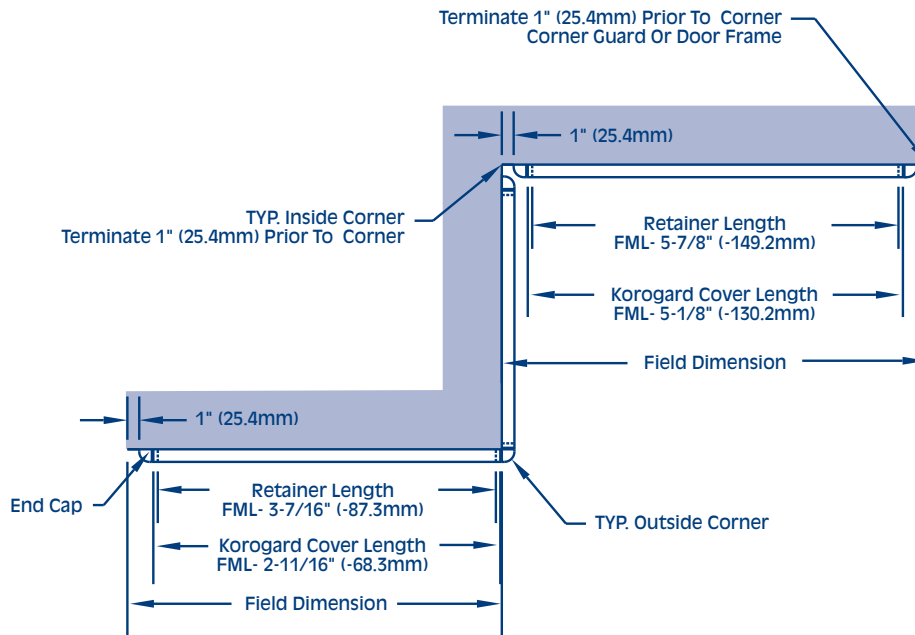 Terminate 1" (25.4mm) Prior To Corner
Corner Guard Or Door Frame
1" (25.4mm)
TYP. Inside Corner
Terminate 1" (25.4mm) Prior To Corner
Retainer Length
FML- 5-7/8" (-149.2mm)
Korogard Cover Length
FML- 5-1/8" (-130.2mm)
Field Dimension
1" (25.4mm)
End Cap
Retainer Length
FML- 3-7/16" (-87.3mm)
TYP. Outside Corner
Korogard Cover Length
FML- 2-11/16" (-68.3mm)
Field Dimension